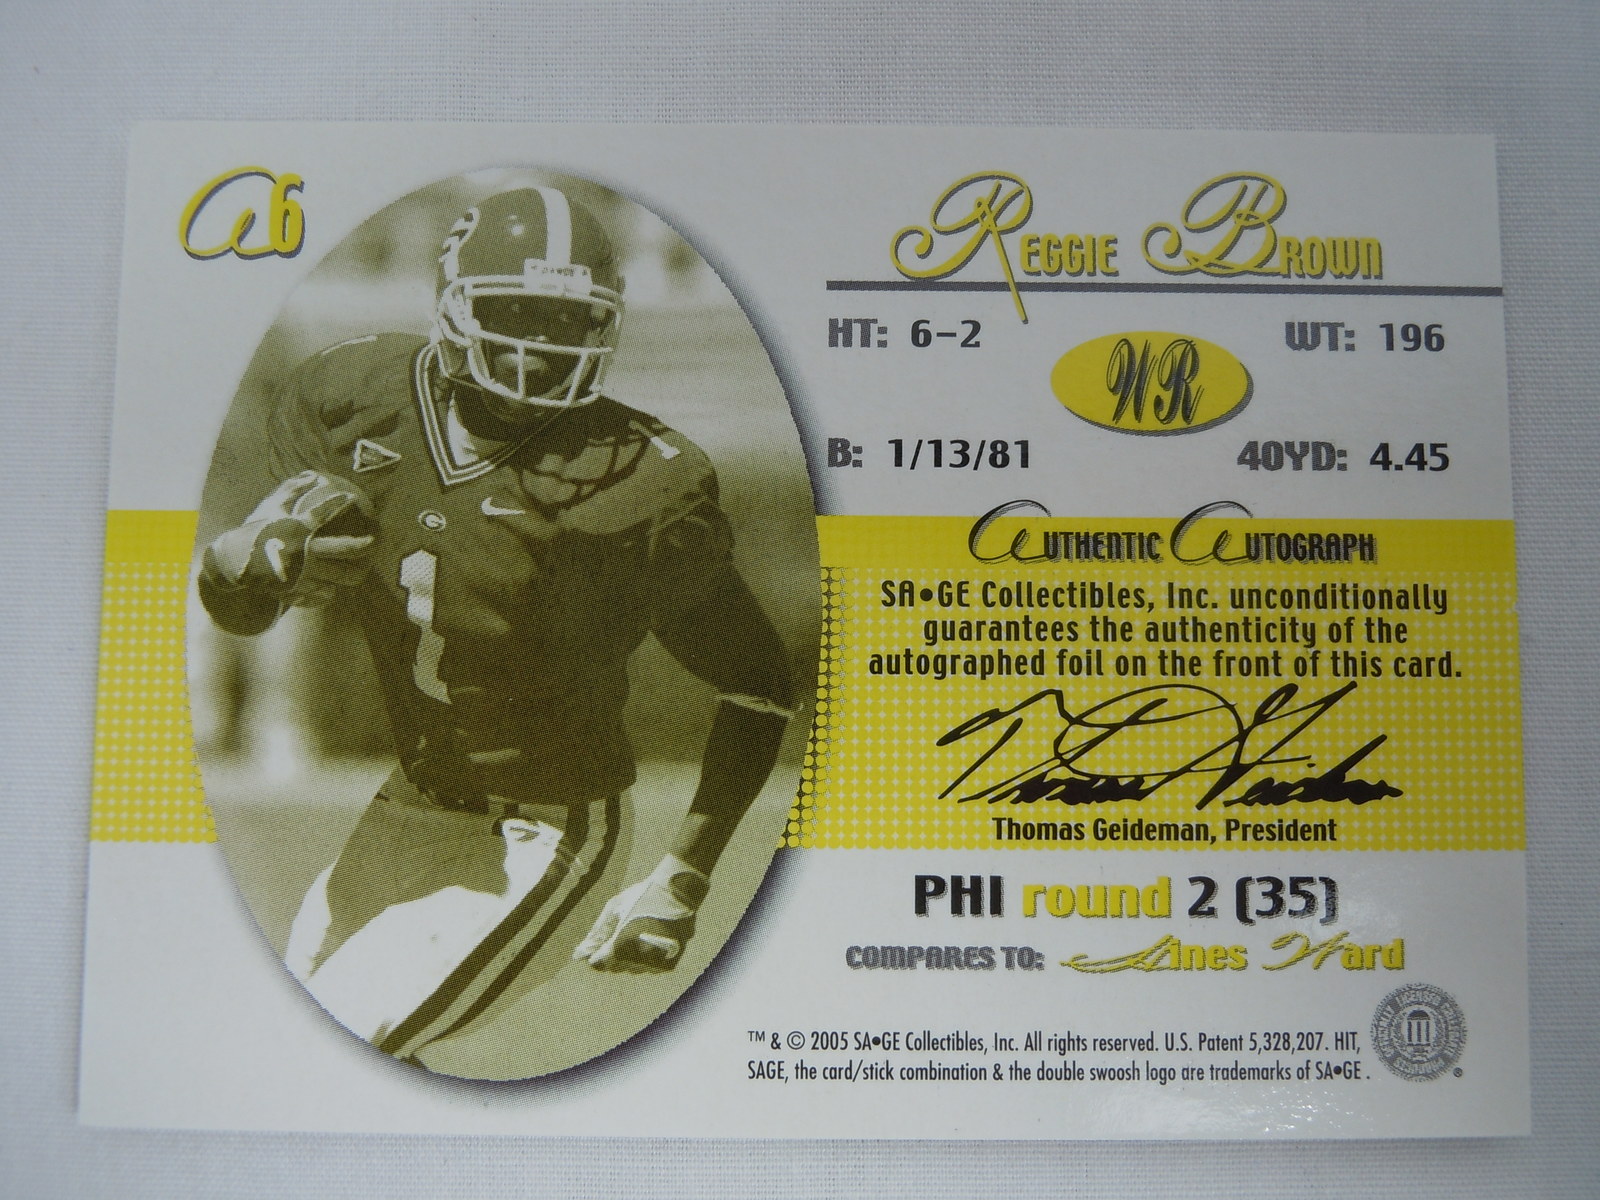 A6
Reggie Brown
HT: 6-2
WT: 196
WR
B: 1/13/81
40YD: 4.45
Authentic Autograph
SA•GE Collectibles, Inc. unconditionally
guarantees the authenticity of the
autographed foil on the front of this card.
Thomas Geideman, President
PHI round 2 (35)
COMPARES TO: Hines Ward
™ & © 2005 SA•GE Collectibles, Inc. All rights reserved. U.S. Patent 5,328,207. HIT,
SAGE, the card/stick combination & the double swoosh logo are trademarks of SA•GE.
DAWGS
G
1
1